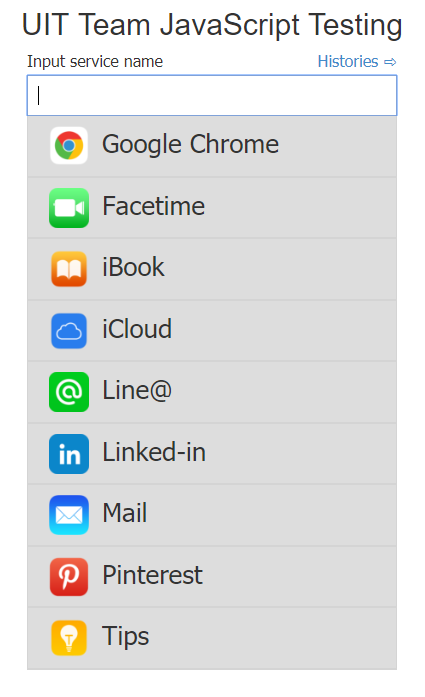 UIT Team JavaScript Testing
Input service name Histories ⇨
Google Chrome
Facetime
iBook
iCloud
Line@
in Linked-in
Mail
Pinterest
Tips